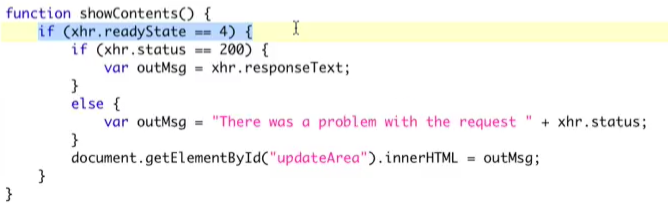 function showContents() {
    if (xhr.readyState == 4) {
        if (xhr.status == 200) {
            var outMsg = xhr.responseText;
        }
        else {
            var outMsg = "There was a problem with the request " + xhr.status;
        }
        document.getElementById("updateArea").innerHTML = outMsg;
    }
}